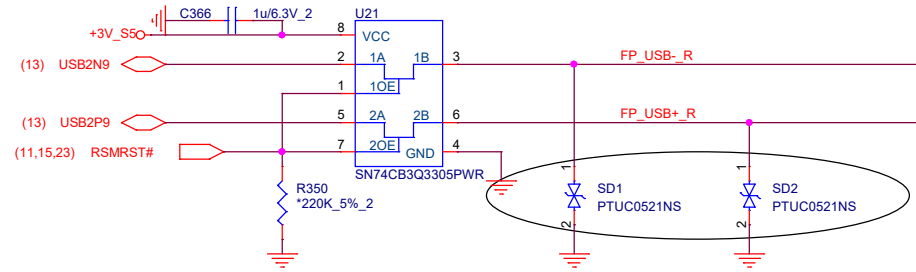 C366 1u/6.3V_2 U21
+3V_S5 8 VCC
(13) USB2N9 2 1A 1B 3 FP_USB-_R
1 1OE
(13) USB2P9 5 2A 2B 6 FP_USB+_R
(11,15,23) RSMRST# 7 2OE GND 4
SN74CB3Q3305PWR
R350
*220K_5%_2
1 SD1 1 SD2
PTUC0521NS PTUC0521NS
2 2